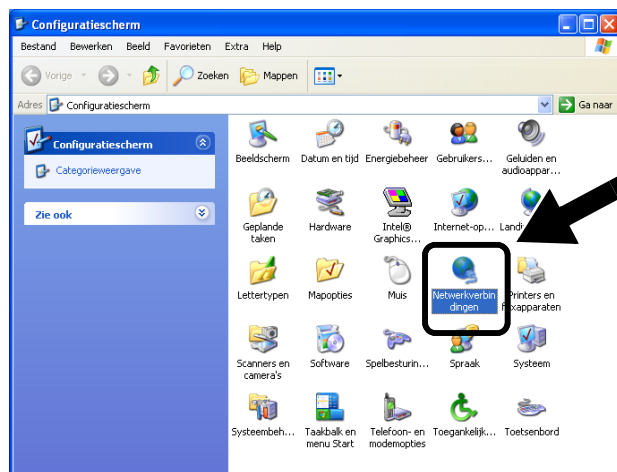 Configuratiescherm
Bestand Bewerken Beeld Favorieten Extra Help
Vorige Zoeken Mappen
Adres Configuratiescherm Ga naar
Configuratiescherm
Categorieweergave
Zie ook
Beeldscherm Datum en tijd Energiebeheer Gebruikers... Geluiden en
audioappar...
Geplande Hardware Intel® Internet-op... Landi
taken Graphics...
Lettertypen Mapopties Muis Netwerkverbin Printers en
dingen faxapparaten
Scanners en Software Spelbesturin... Spraak Systeem
camera's
Systeembeh... Taakbalk en Telefoon- en Toegankelijk... Toetsenbord
menu Start modemopties